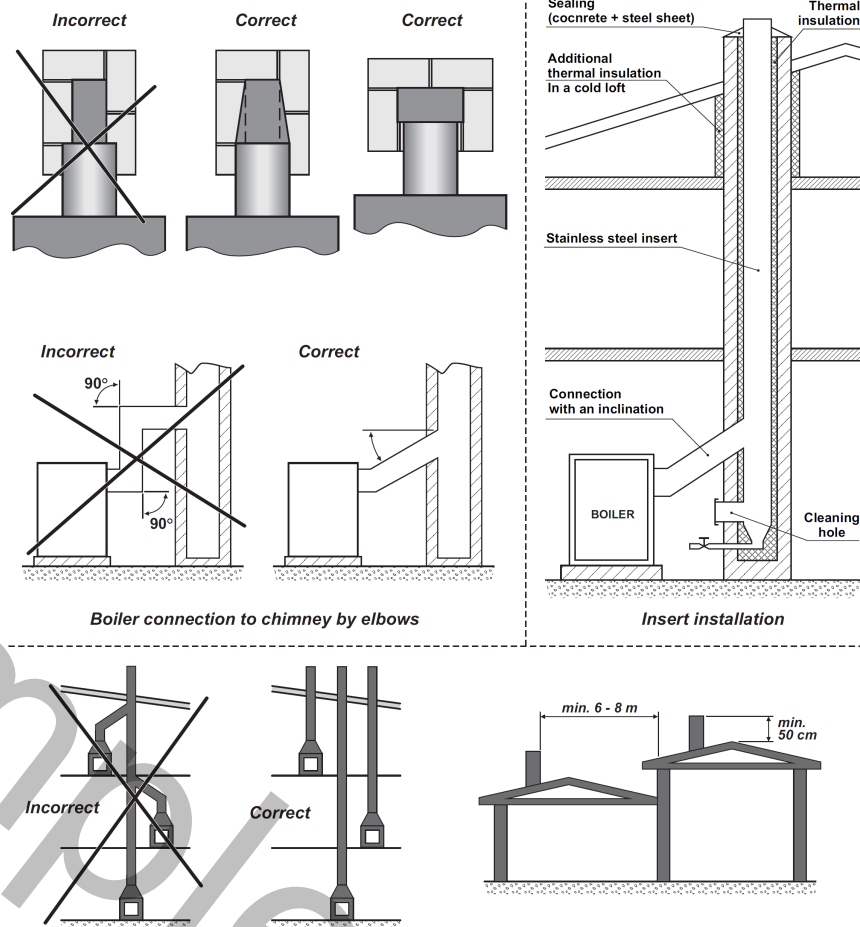 Incorrect
Correct
Correct
Incorrect
90°
90°
Correct
Boiler connection to chimney by elbows
Sealing
(cocnrete + steel sheet)
Thermal
insulation
Additional
thermal insulation
In a cold loft
Stainless steel insert
Connection
with an inclination
BOILER
Cleaning
hole
Insert installation
Incorrect
Correct
min. 6 - 8 m
min.
50 cm